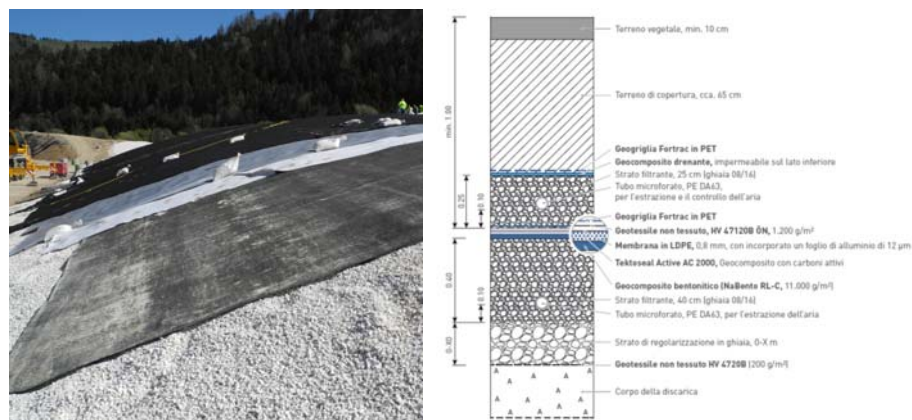 Terreno vegetale, min. 10 cm
Terreno di copertura, cca. 65 cm
min. 1.00
Geogriglia Fortrac in PET
Geocomposito drenante, impermeabile sul lato inferiore
Strato filtrante, 25 cm (ghiaia 08/16)
Tubo microforato, PE DA63,
per l'estrazione e il controllo dell'aria
0.25
0.10
Geogriglia Fortrac in PET
Geotessile non tessuto, HV 47120B ÖN, 1.200 g/m²
Membrana in LDPE, 0,8 mm, con incorporato un foglio di alluminio di 12 µm
Tektoseal Active AC 2000, Geocomposito con carboni attivi
Geocomposito bentonitico (NaBento RL-C, 11.000 g/m²)
Strato filtrante, 40 cm (ghiaia 08/16)
Tubo microforato, PE DA63, per l'estrazione dell'aria
0.40
0.10
Strato di regolarizzazione in ghiaia, 0-X m
0-X0
Geotessile non tessuto HV 4720B (200 g/m²)
Corpo della discarica
A A A A A A A A